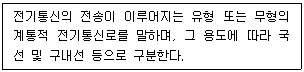 전기통신의 전송이 이루어지는 유형 또는 무형의
계통적 전기통신로를 말하며, 그 용도에 따라 국
선 및 구내선 등으로 구분한다.